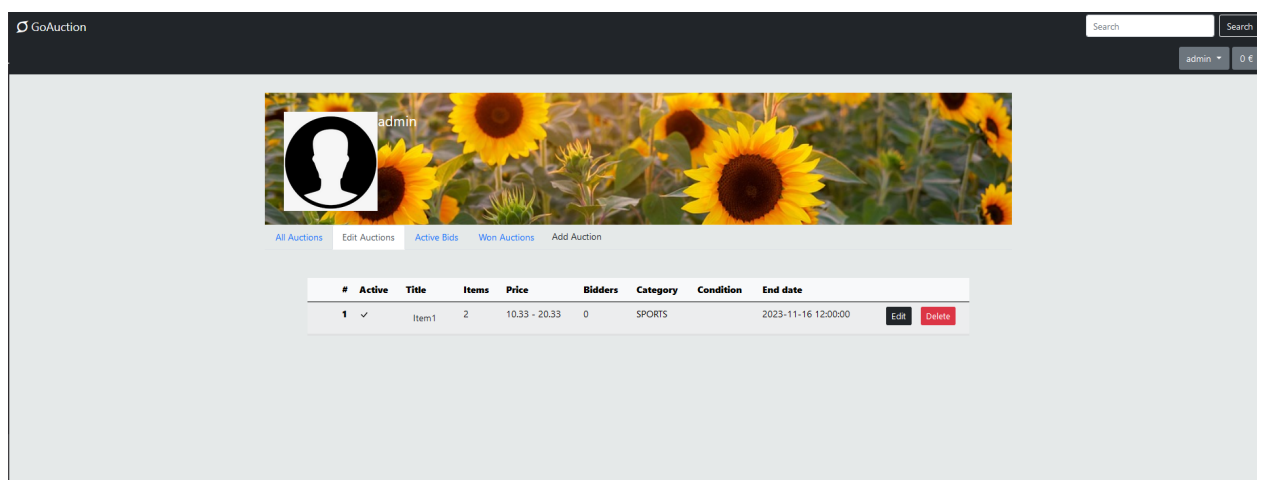 GoAuction
Search Search
admin 0 €
admin
All Auctions Edit Auctions Active Bids Won Auctions Add Auction
# Active Title Items Price Bidders Category Condition End date
1 Item1 2 10.33 - 20.33 0 SPORTS 2023-11-16 12:00:00 Edit Delete